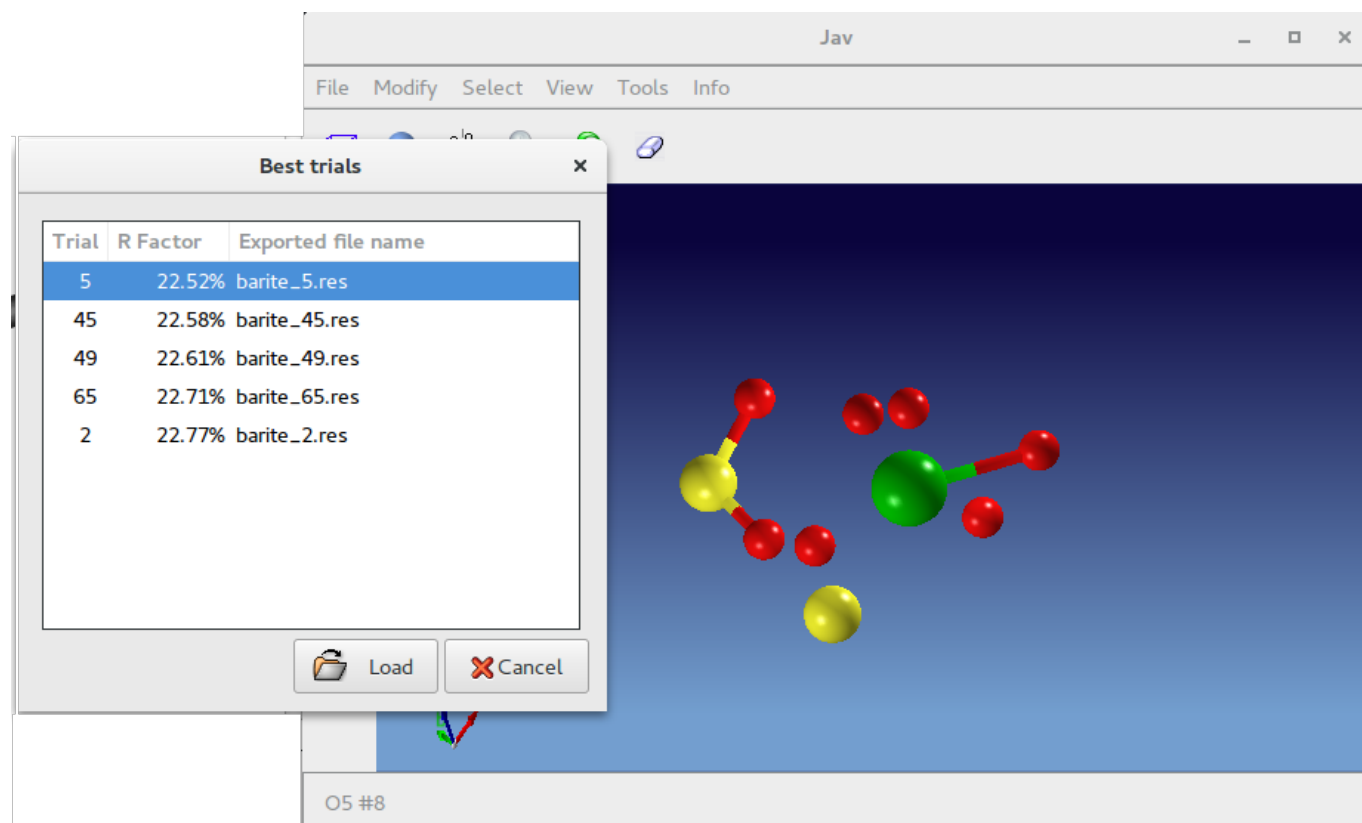 Jav
File Modify Select View Tools Info
Best trials
Trial R Factor Exported file name
5 22.52% barite_5.res
45 22.58% barite_45.res
49 22.61% barite_49.res
65 22.71% barite_65.res
2 22.77% barite_2.res
Load Cancel
O5 #8